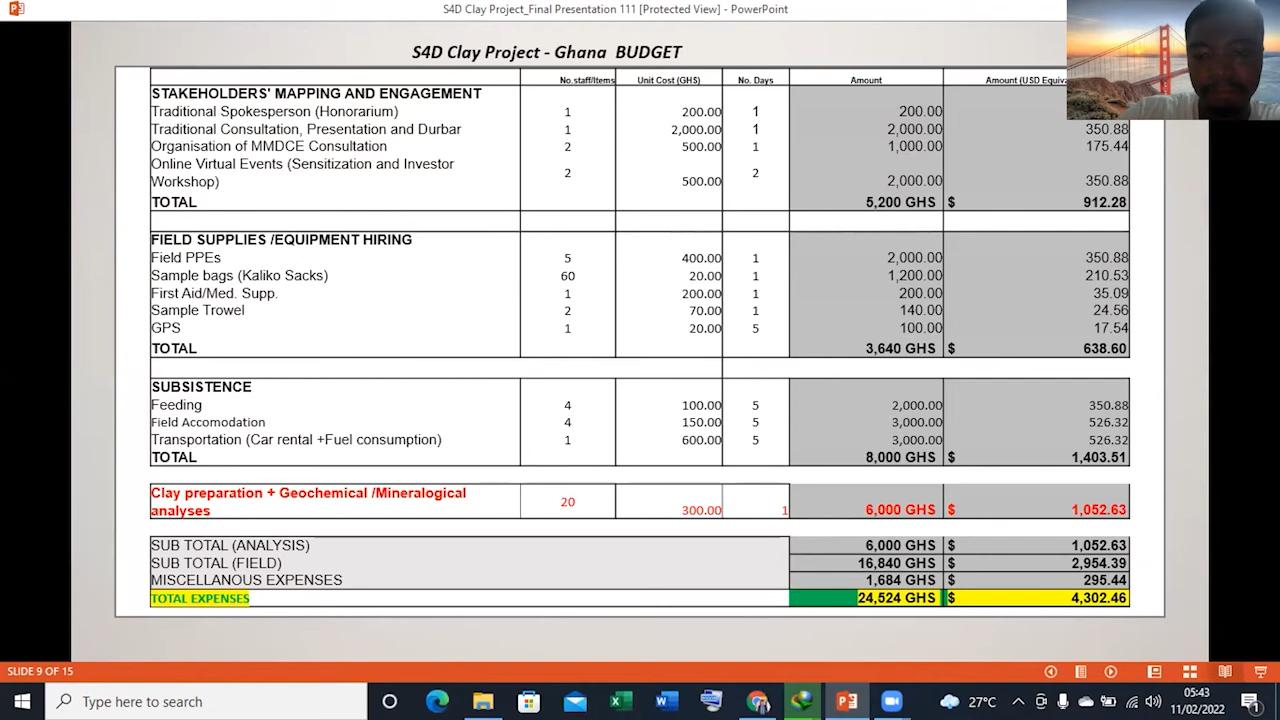 S4D Clay Project_Final Presentation 111 [Protected View] - PowerPoint
S4D Clay Project - Ghana BUDGET
No.staff/Items Unit Cost (GHS) No. Days Amount Amount (USD Equiva
STAKEHOLDERS' MAPPING AND ENGAGEMENT
Traditional Spokesperson (Honorarium) 1 200.00 1 200.00
Traditional Consultation, Presentation and Durbar 1 2,000.00 1 2,000.00 350.88
Organisation of MMDCE Consultation 2 500.00 1 1,000.00 175.44
Online Virtual Events (Sensitization and Investor
Workshop) 2 500.00 2 2,000.00 350.88
TOTAL 5,200 GHS $ 912.28
FIELD SUPPLIES /EQUIPMENT HIRING
Field PPEs 5 400.00 1 2,000.00 350.88
Sample bags (Kaliko Sacks) 60 20.00 1 1,200.00 210.53
First Aid/Med. Supp. 1 200.00 1 200.00 35.09
Sample Trowel 2 70.00 1 140.00 24.56
GPS 1 20.00 5 100.00 17.54
TOTAL 3,640 GHS $ 638.60
SUBSISTENCE
Feeding 4 100.00 5 2,000.00 350.88
Field Accomodation 4 150.00 5 3,000.00 526.32
Transportation (Car rental +Fuel consumption) 1 600.00 5 3,000.00 526.32
TOTAL 8,000 GHS $ 1,403.51
Clay preparation + Geochemical /Mineralogical
analyses 20 300.00 1 6,000 GHS $ 1,052.63
SUB TOTAL (ANALYSIS) 6,000 GHS $ 1,052.63
SUB TOTAL (FIELD) 16,840 GHS $ 2,954.39
MISCELLANOUS EXPENSES 1,684 GHS $ 295.44
TOTAL EXPENSES 24,524 GHS $ 4,302.46
SLIDE 9 OF 15
Type here to search
27°C
05:43
11/02/2022
1